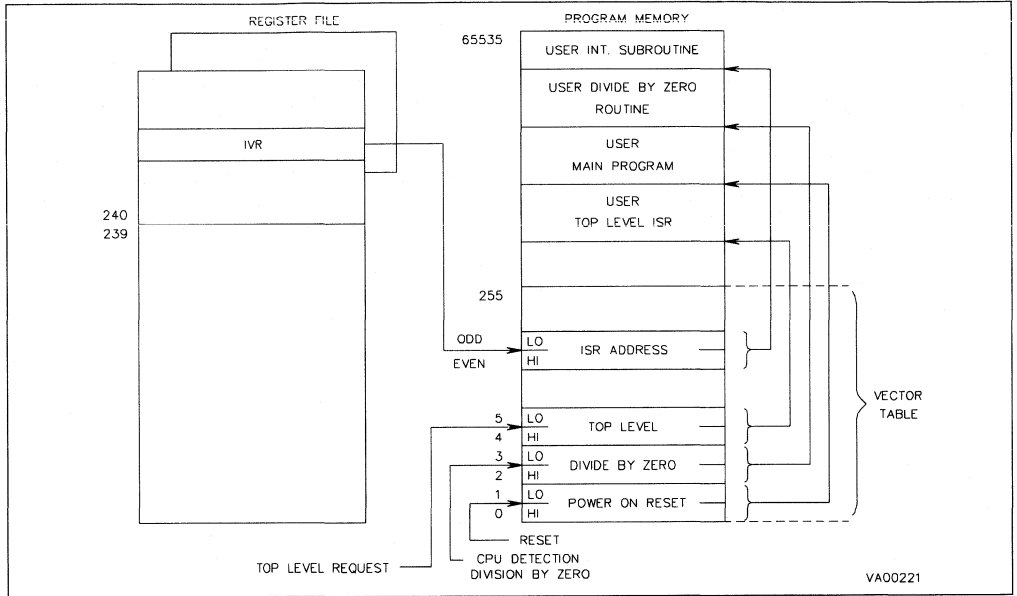 REGISTER FILE
PROGRAM MEMORY
65535
USER INT. SUBROUTINE
USER DIVIDE BY ZERO
ROUTINE
IVR
USER
MAIN PROGRAM
240
239
USER
TOP LEVEL ISR
255
ODD
EVEN
LO
HI
ISR ADDRESS
VECTOR
TABLE
5
4
LO
HI
TOP LEVEL
3
2
LO
HI
DIVIDE BY ZERO
1
0
LO
HI
POWER ON RESET
RESET
CPU DETECTION
DIVISION BY ZERO
TOP LEVEL REQUEST
VA00221